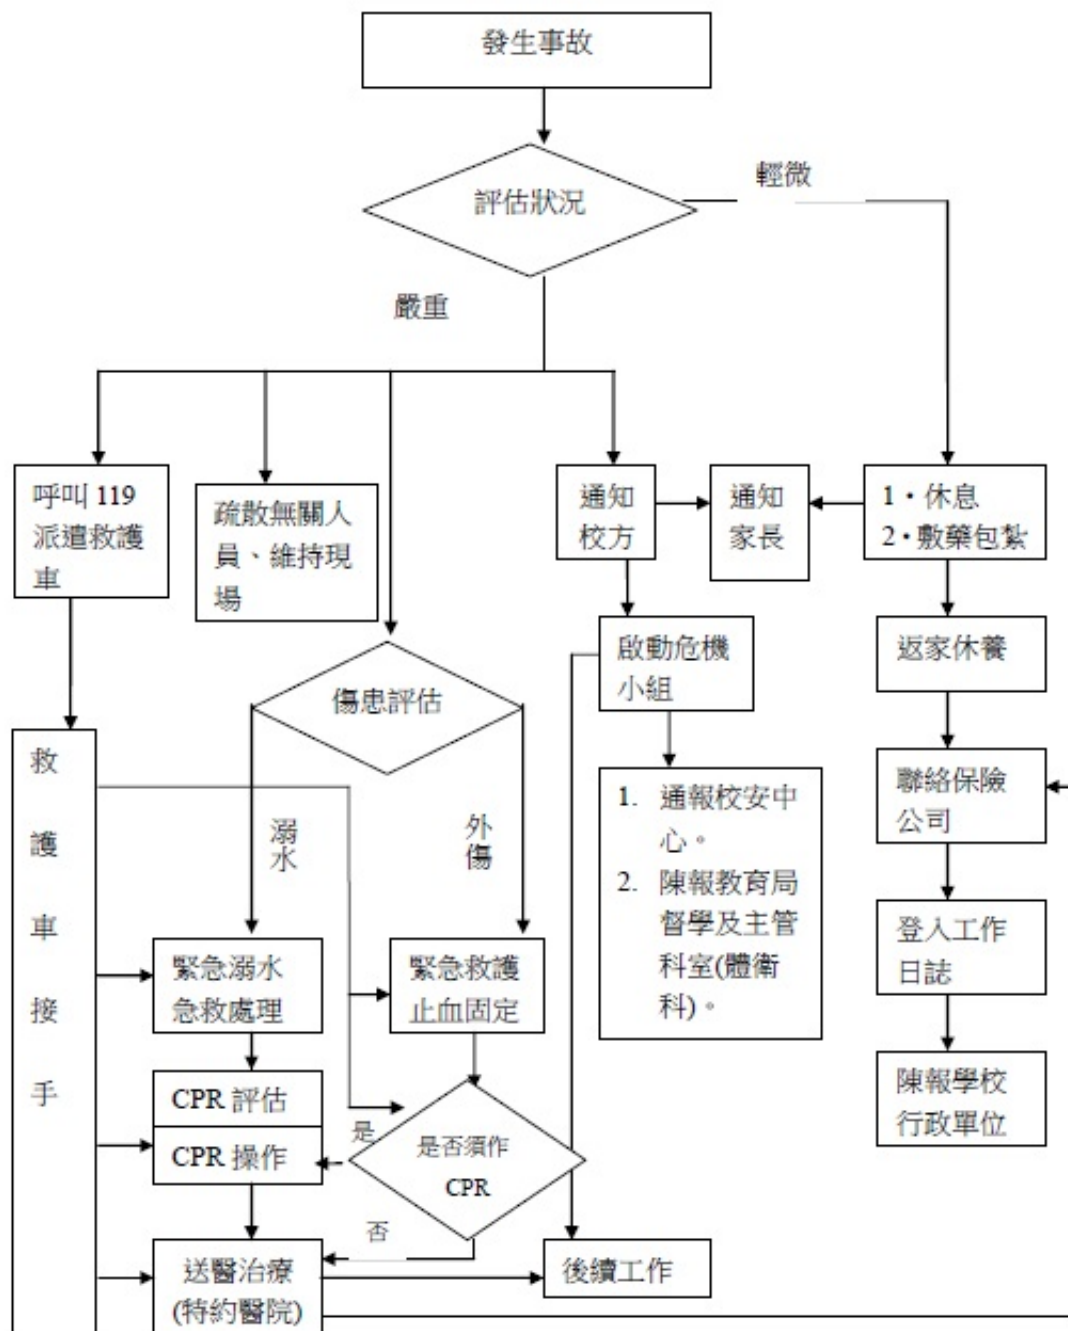 發生事故
評估狀況
輕微
嚴重
呼叫 119
派遣救護
車
疏散無關人
員、維持現
場
通知
校方
通知
家長
1‧休息
2‧敷藥包紮
傷患評估
啟動危機
小組
返家休養
救
護
車
接
手
溺
水
外
傷
1. 通報校安中
心。
2. 陳報教育局
督學及主管
科室(體衛
科)。
聯絡保險
公司
緊急溺水
急救處理
緊急救護
止血固定
登入工作
日誌
CPR 評估
CPR 操作
是
是否須作
CPR
陳報學校
行政單位
否
送醫治療
(特約醫院)
後續工作